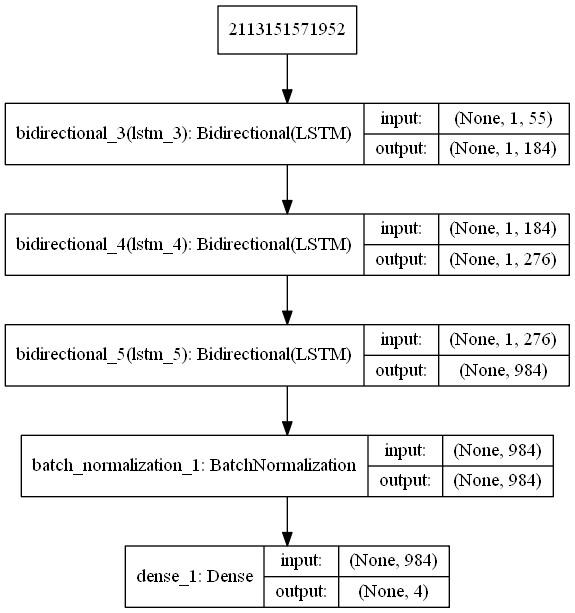 2113151571952
bidirectional_3(lstm_3): Bidirectional(LSTM)
input: (None, 1, 55)
output: (None, 1, 184)
bidirectional_4(lstm_4): Bidirectional(LSTM)
input: (None, 1, 184)
output: (None, 1, 276)
bidirectional_5(lstm_5): Bidirectional(LSTM)
input: (None, 1, 276)
output: (None, 984)
batch_normalization_1: BatchNormalization
input: (None, 984)
output: (None, 984)
dense_1: Dense
input: (None, 984)
output: (None, 4)